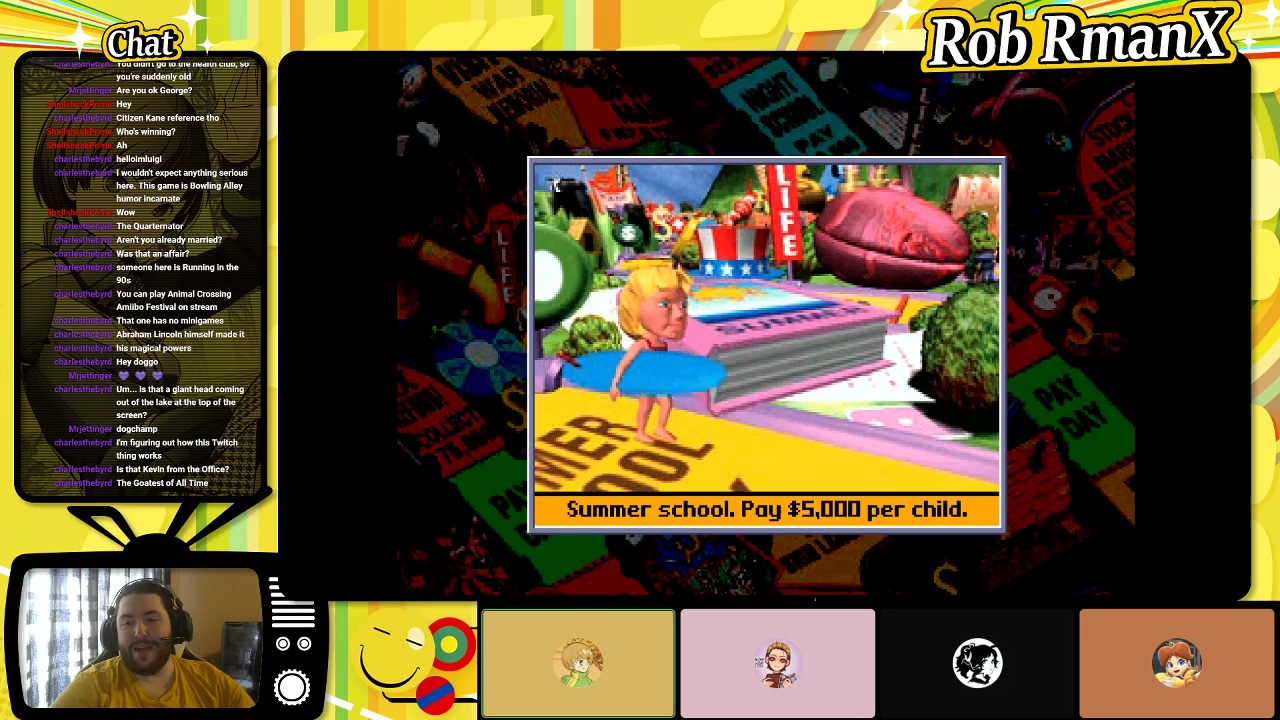 Chat
Rob RmanX
charlesthebyrd You didn't go to the health club, so
you're suddenly old
Mrjettinger Are you ok George?
ShellshockPrime Hey
charlesthebyrd Citizen Kane reference tho
ShellshockPrime Who's winning?
ShellshockPrime Ah
charlesthebyrd helloimluigi
charlesthebyrd I wouldn't expect anything serious
here. This game is Bowling Alley
humor incarnate
ShellshockPrime Wow
charlesthebyrd The Quarternator
charlesthebyrd Aren't you already married?
charlesthebyrd Was that an affair?
charlesthebyrd someone here is Running in the
90s
charlesthebyrd You can play Animal Crossing
Amiibo Festival on stream
charlesthebyrd That one has no minigames
charlesthebyrd Abraham Lincoln himself made it
charlesthebyrd his magical powers
charlesthebyrd Hey doggo
Mrjettinger
charlesthebyrd Um... is that a giant head coming
out of the lake at the top of the
screen?
Mrjettinger dogchamp
charlesthebyrd I'm figuring out how this Twitch
thing works
charlesthebyrd Is that Kevin from the Office?
charlesthebyrd The Goatest of All Time
LIFE
$
Summer school. Pay $5,000 per child.